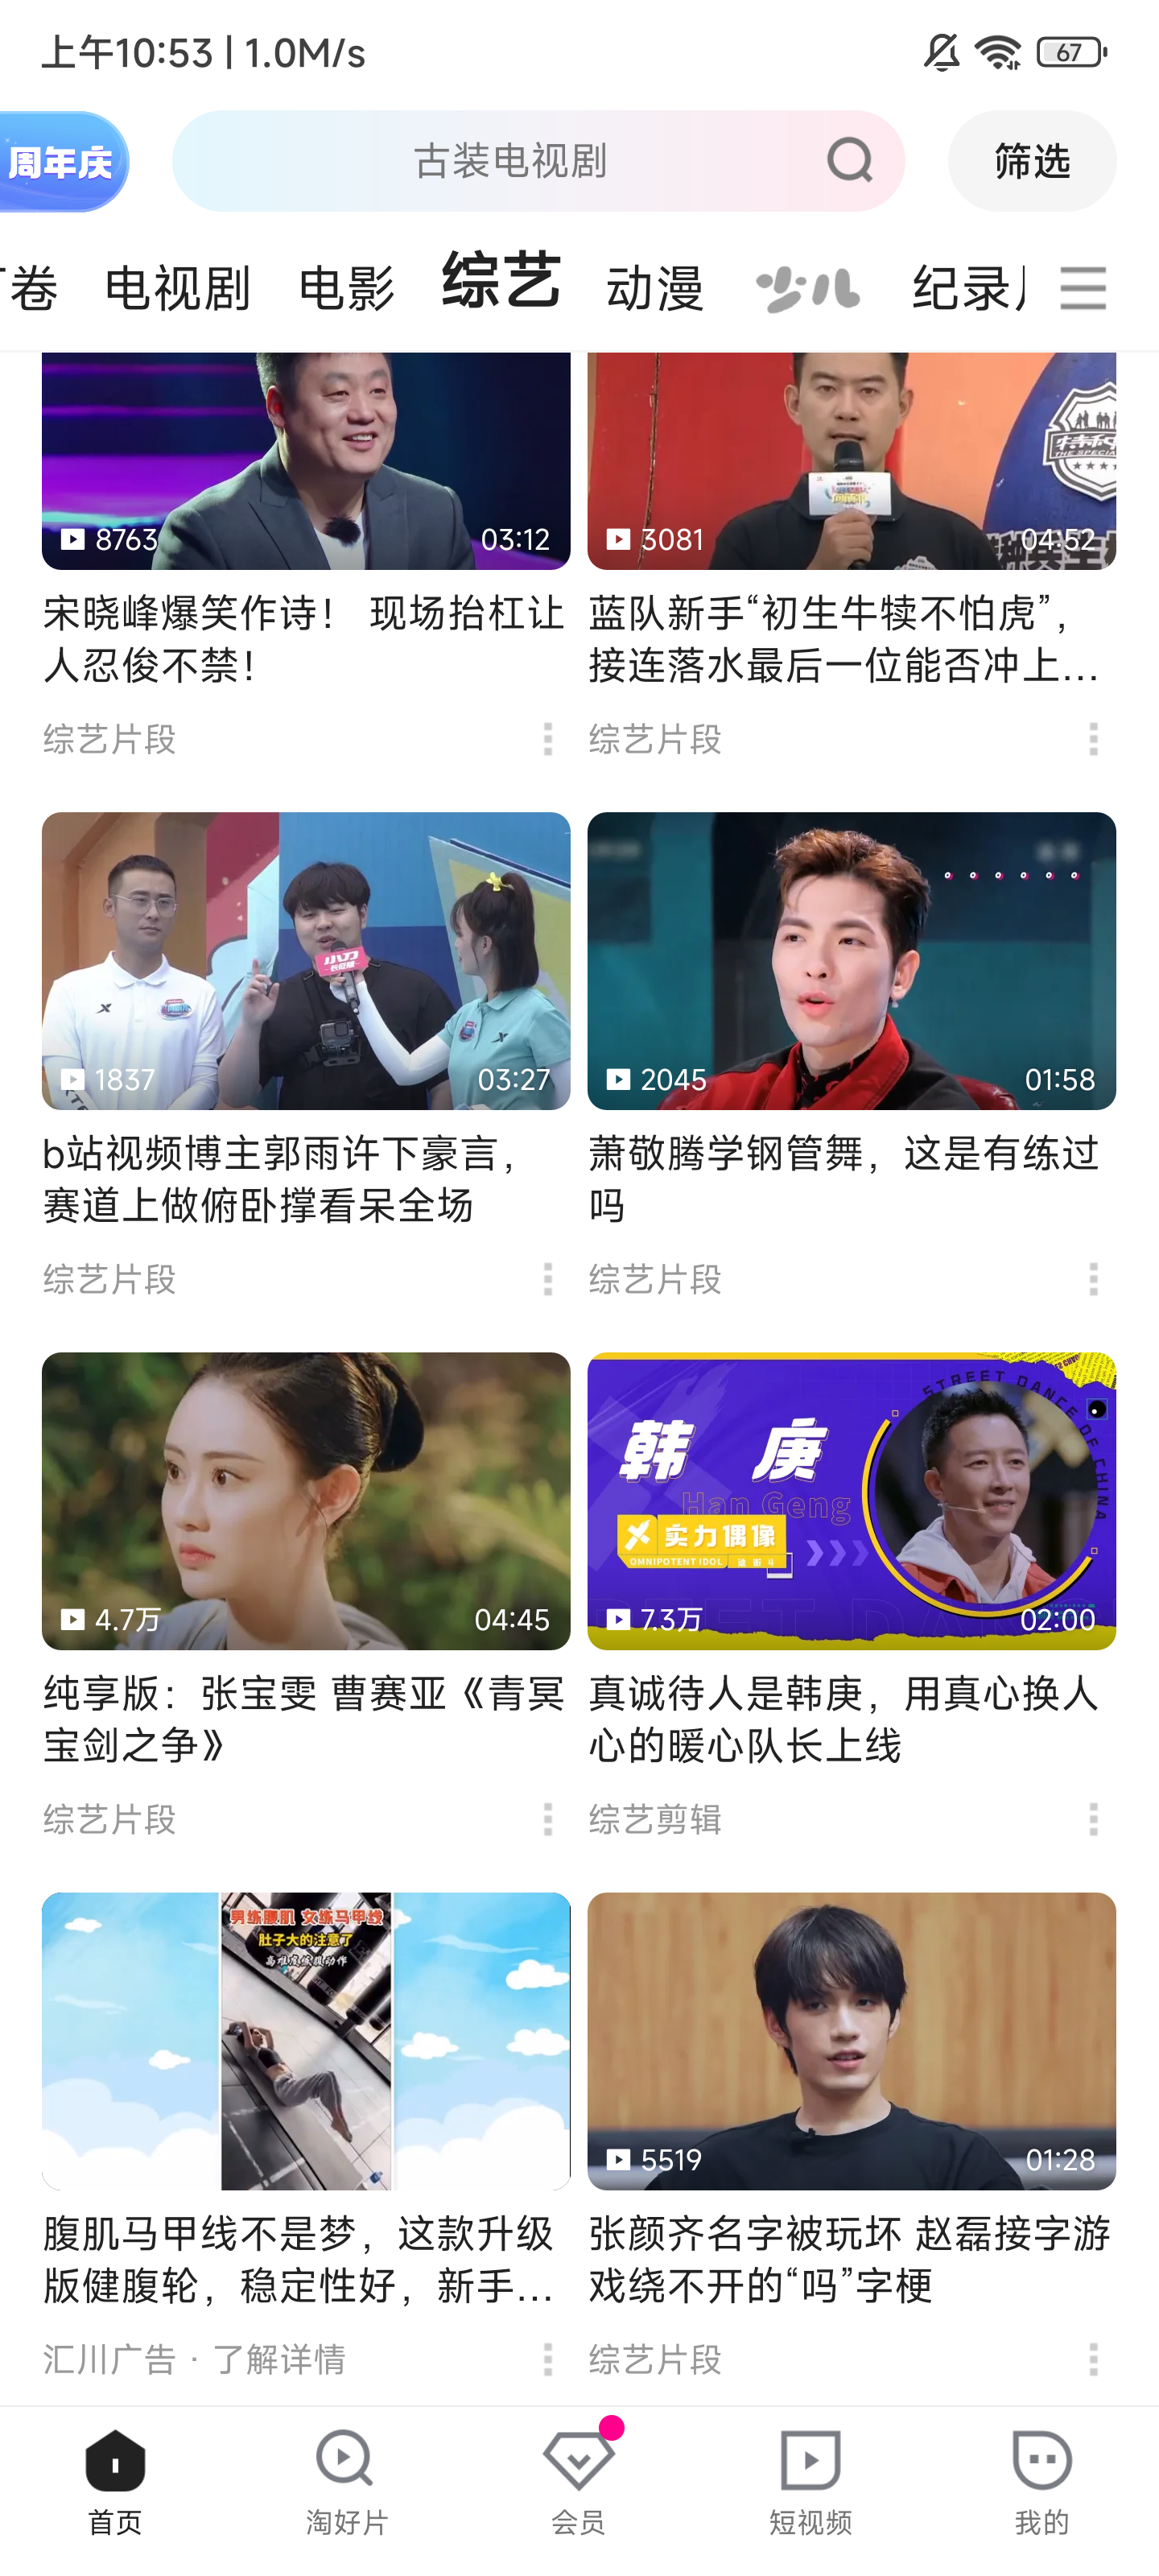 上午10:53 | 1.0M/s
67
周年庆
古装电视剧
筛选
卷
电视剧
电影
综艺
动漫
少儿
纪录
8763
03:12
THE SPECIAL
3081
04:52
宋晓峰爆笑作诗！ 现场抬杠让
人忍俊不禁！
综艺片段
蓝队新手“初生牛犊不怕虎”，
接连落水最后一位能否冲上...
综艺片段
小刀
1837
03:27
2045
01:58
b站视频博主郭雨许下豪言，
赛道上做俯卧撑看呆全场
综艺片段
萧敬腾学钢管舞，这是有练过
吗
综艺片段
4.7万
04:45
STREET DANCE OF CHINA
韩 庚
Han Geng
实力偶像
OMNIPOTENT IDOL
7.3万
02:00
纯享版：张宝雯 曹赛亚《青冥
宝剑之争》
综艺片段
真诚待人是韩庚，用真心换人
心的暖心队长上线
综艺剪辑
男练腰肌 女练马甲线
肚子大的注意了
5519
01:28
腹肌马甲线不是梦，这款升级
版健腹轮，稳定性好，新手...
汇川广告 · 了解详情
张颜齐名字被玩坏 赵磊接字游
戏绕不开的“吗”字梗
综艺片段
首页
淘好片
会员
短视频
我的